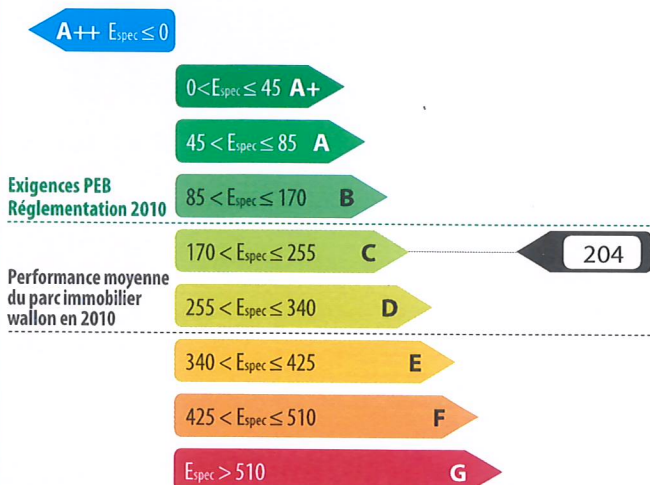 A++ Espec ≤ 0
0 < Espec ≤ 45 A+
45 < Espec ≤ 85 A
Exigences PEB
Réglementation 2010
85 < Espec ≤ 170 B
170 < Espec ≤ 255 C
204
Performance moyenne
du parc immobilier
wallon en 2010
255 < Espec ≤ 340 D
340 < Espec ≤ 425 E
425 < Espec ≤ 510 F
Espec > 510 G